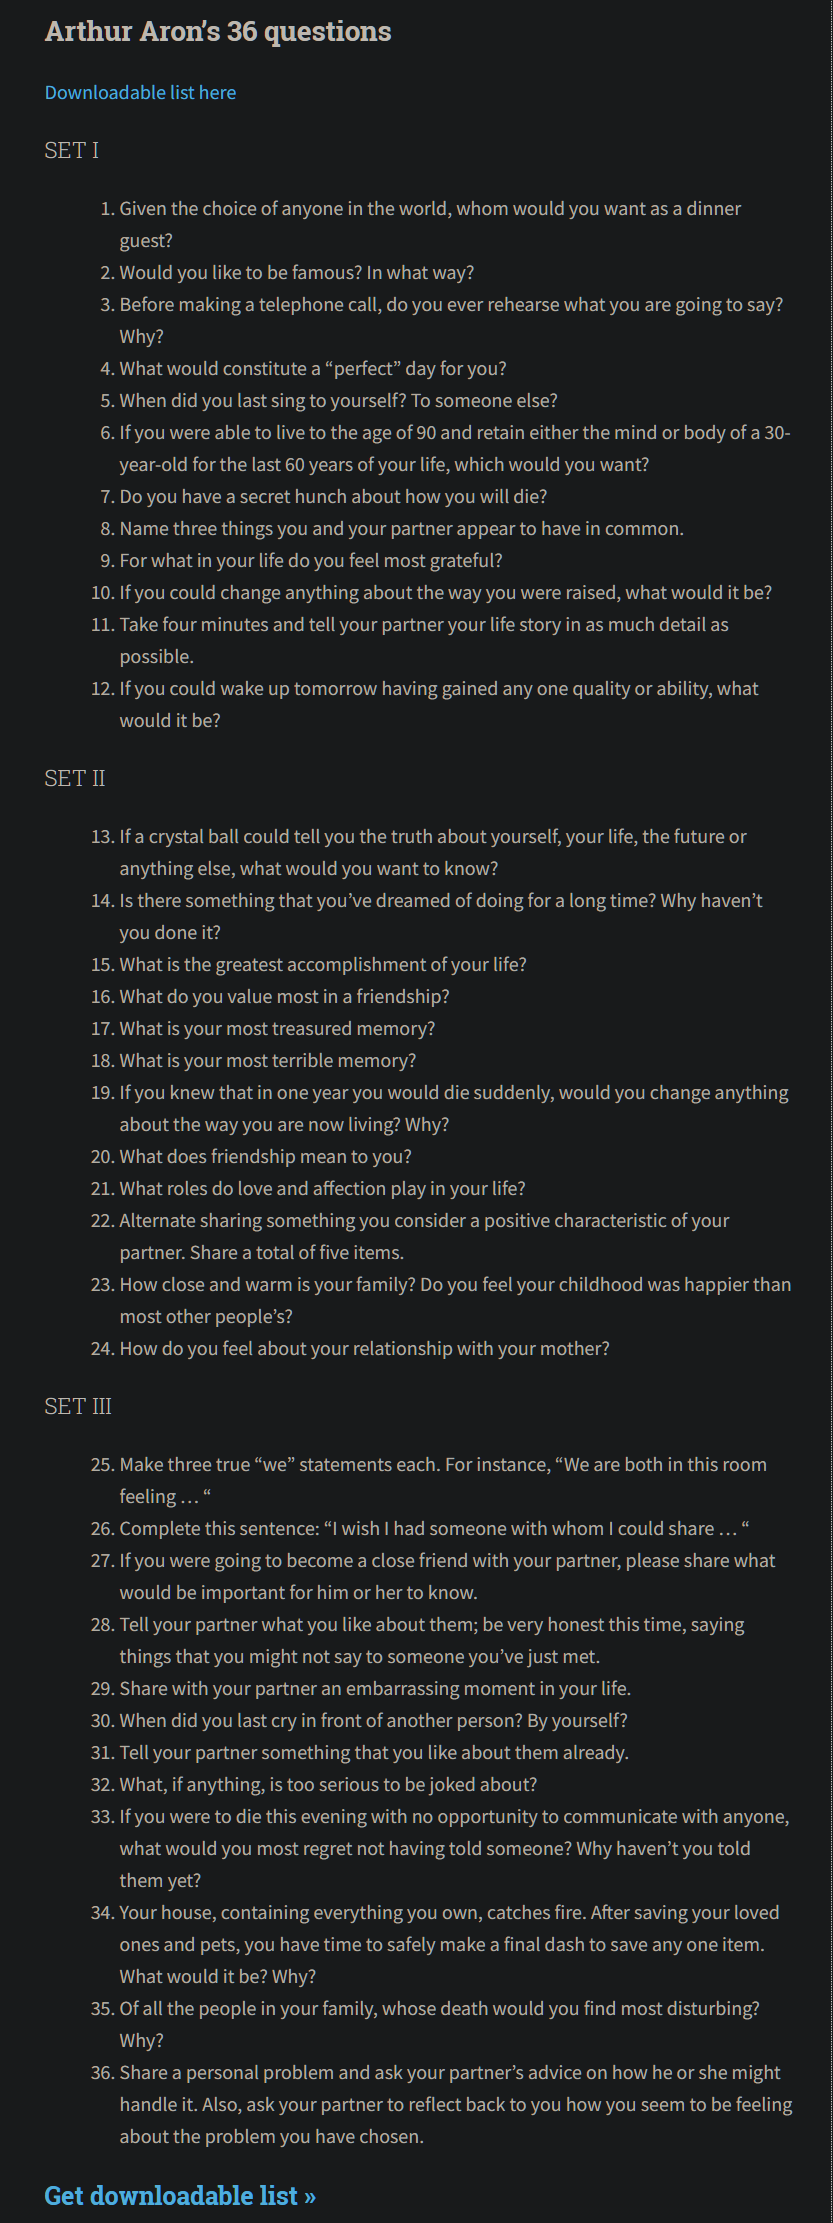 Arthur Aron’s 36 questions
Downloadable list here
SET I
1. Given the choice of anyone in the world, whom would you want as a dinner
guest?
2. Would you like to be famous? In what way?
3. Before making a telephone call, do you ever rehearse what you are going to say?
Why?
4. What would constitute a “perfect” day for you?
5. When did you last sing to yourself? To someone else?
6. If you were able to live to the age of 90 and retain either the mind or body of a 30-
year-old for the last 60 years of your life, which would you want?
7. Do you have a secret hunch about how you will die?
8. Name three things you and your partner appear to have in common.
9. For what in your life do you feel most grateful?
10. If you could change anything about the way you were raised, what would it be?
11. Take four minutes and tell your partner your life story in as much detail as
possible.
12. If you could wake up tomorrow having gained any one quality or ability, what
would it be?
SET II
13. If a crystal ball could tell you the truth about yourself, your life, the future or
anything else, what would you want to know?
14. Is there something that you’ve dreamed of doing for a long time? Why haven’t
you done it?
15. What is the greatest accomplishment of your life?
16. What do you value most in a friendship?
17. What is your most treasured memory?
18. What is your most terrible memory?
19. If you knew that in one year you would die suddenly, would you change anything
about the way you are now living? Why?
20. What does friendship mean to you?
21. What roles do love and affection play in your life?
22. Alternate sharing something you consider a positive characteristic of your
partner. Share a total of five items.
23. How close and warm is your family? Do you feel your childhood was happier than
most other people’s?
24. How do you feel about your relationship with your mother?
SET III
25. Make three true “we” statements each. For instance, “We are both in this room
feeling … “
26. Complete this sentence: “I wish I had someone with whom I could share … “
27. If you were going to become a close friend with your partner, please share what
would be important for him or her to know.
28. Tell your partner what you like about them; be very honest this time, saying
things that you might not say to someone you’ve just met.
29. Share with your partner an embarrassing moment in your life.
30. When did you last cry in front of another person? By yourself?
31. Tell your partner something that you like about them already.
32. What, if anything, is too serious to be joked about?
33. If you were to die this evening with no opportunity to communicate with anyone,
what would you most regret not having told someone? Why haven’t you told
them yet?
34. Your house, containing everything you own, catches fire. After saving your loved
ones and pets, you have time to safely make a final dash to save any one item.
What would it be? Why?
35. Of all the people in your family, whose death would you find most disturbing?
Why?
36. Share a personal problem and ask your partner’s advice on how he or she might
handle it. Also, ask your partner to reflect back to you how you seem to be feeling
about the problem you have chosen.
Get downloadable list »